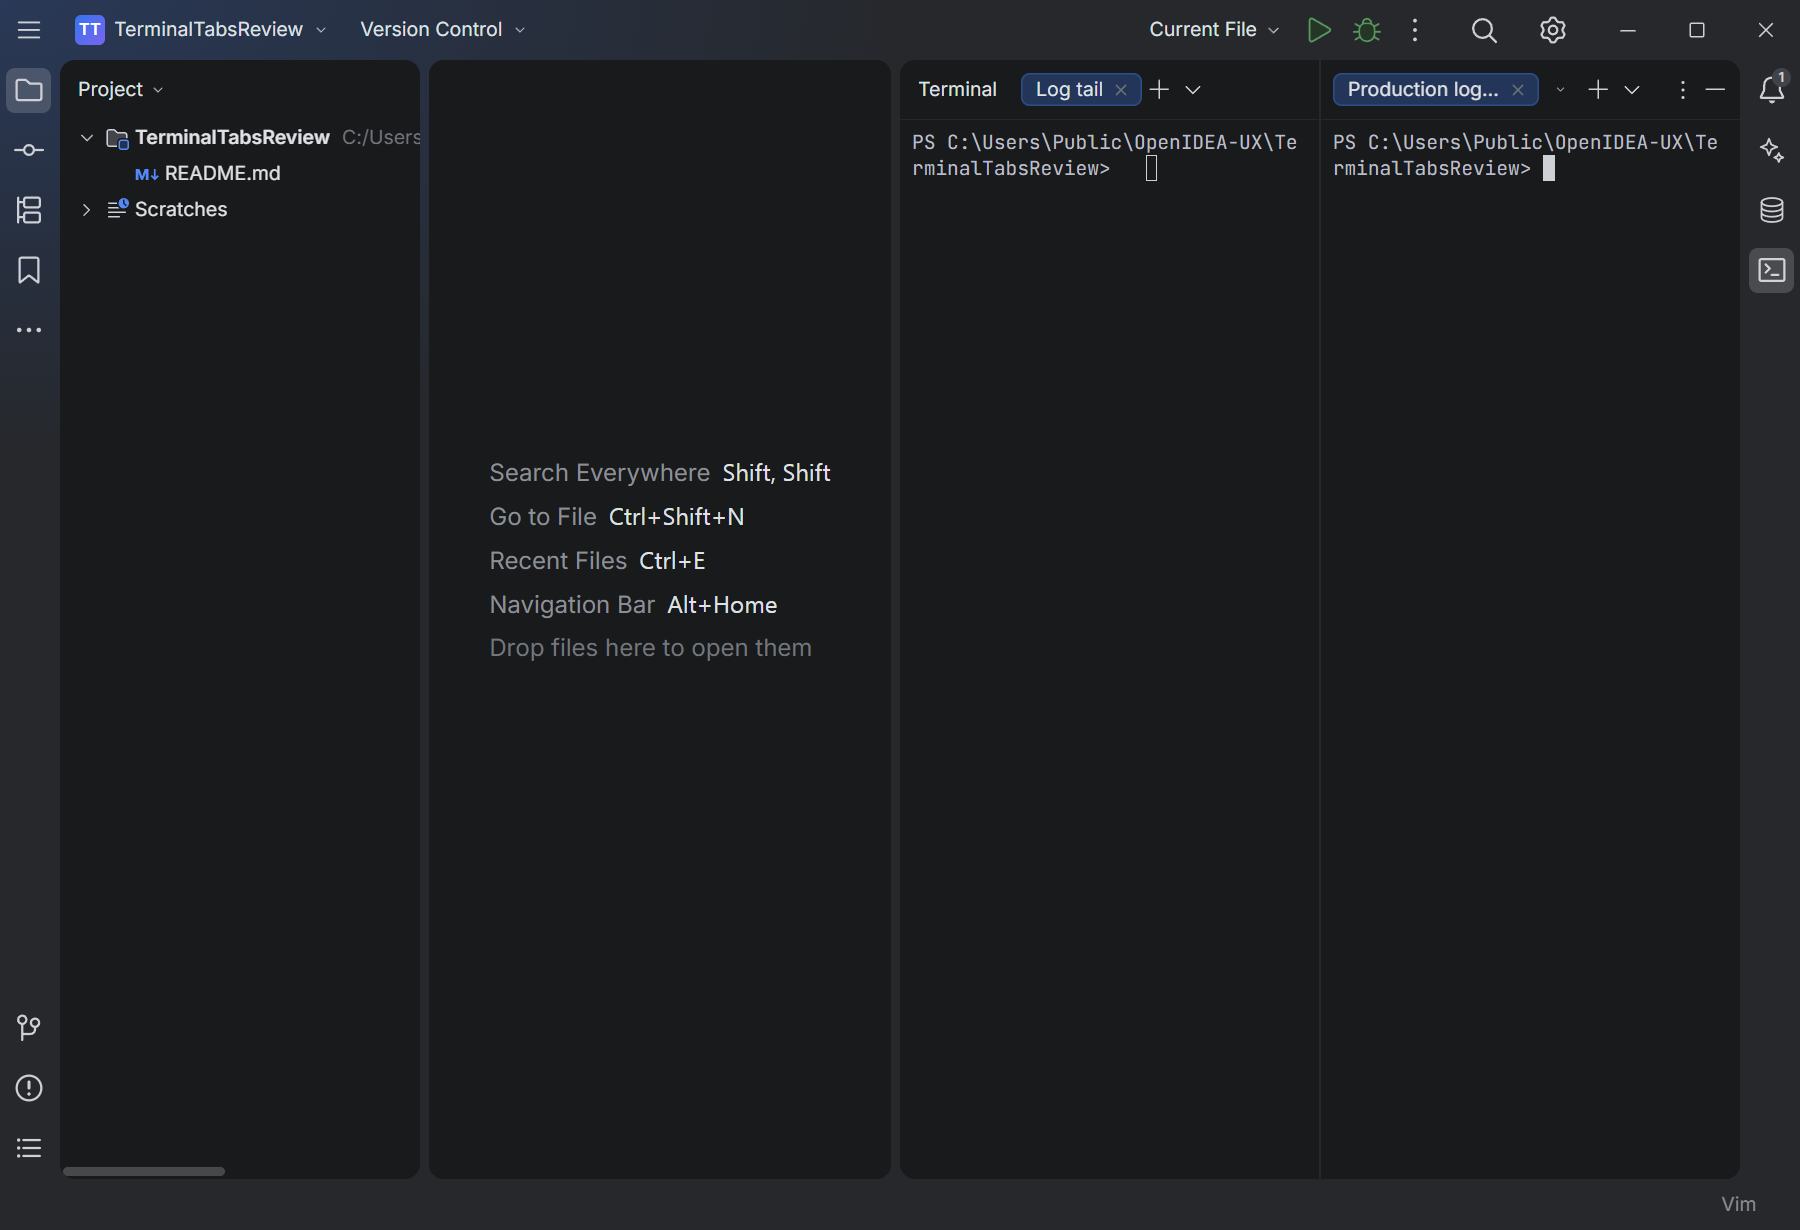 TT TerminalTabsReview Version Control Current File
Project
Terminal Log tail Production log... 1
TerminalTabsReview C:/Users
README.md
Scratches
Search Everywhere Shift, Shift
Go to File Ctrl+Shift+N
Recent Files Ctrl+E
Navigation Bar Alt+Home
Drop files here to open them
PS C:\Users\Public\OpenIDEA-UX\Te
rminalTabsReview>
PS C:\Users\Public\OpenIDEA-UX\Te
rminalTabsReview>
Vim